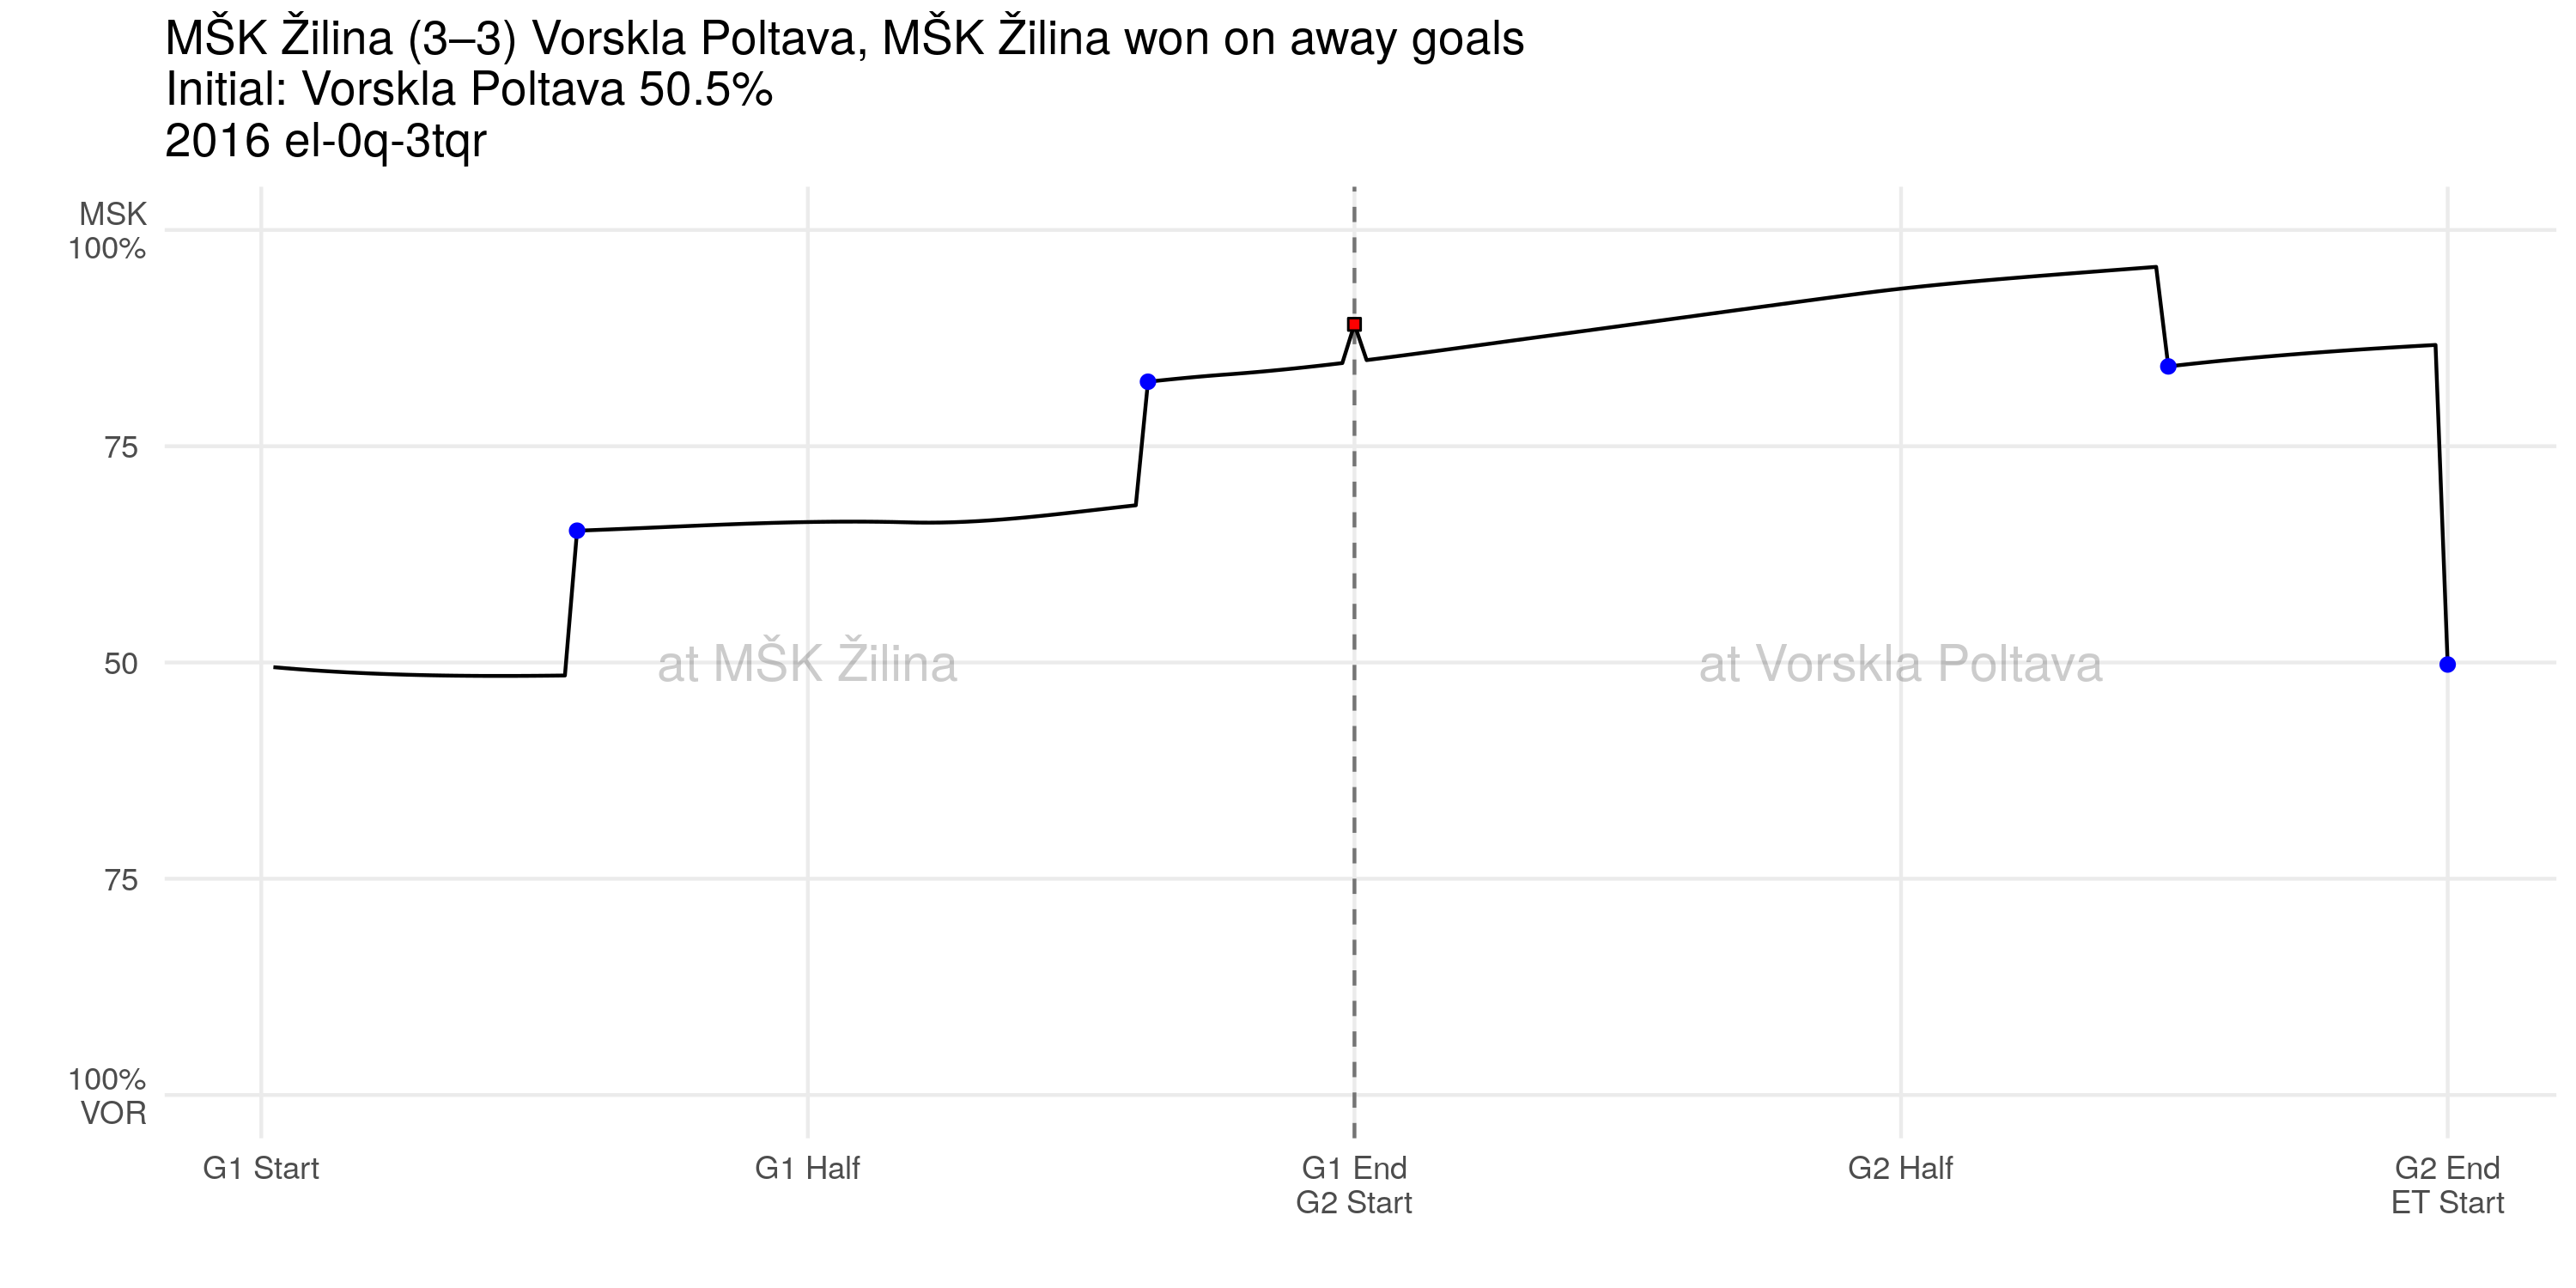 MŠK Žilina (3–3) Vorskla Poltava, MŠK Žilina won on away goals
Initial: Vorskla Poltava 50.5%
2016 el-0q-3tqr
MSK
100%
75
50
75
100%
VOR
at MŠK Žilina
at Vorskla Poltava
G1 Start
G1 Half
G1 End
G2 Start
G2 Half
G2 End
ET Start